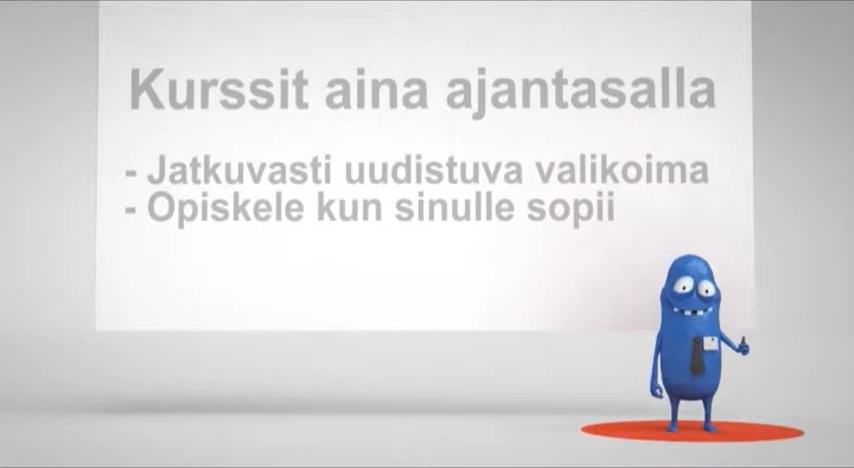 Kurssit aina ajantasalla
- Jatkuvasti uudistuva valikoima
- Opiskele kun sinulle sopii